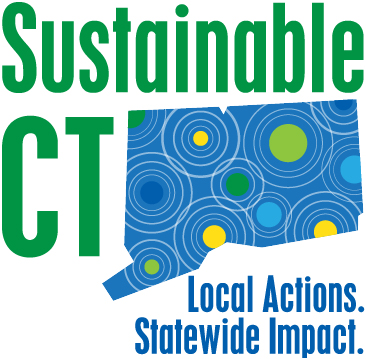 Sustainable
CT
Local Actions.
Statewide Impact.